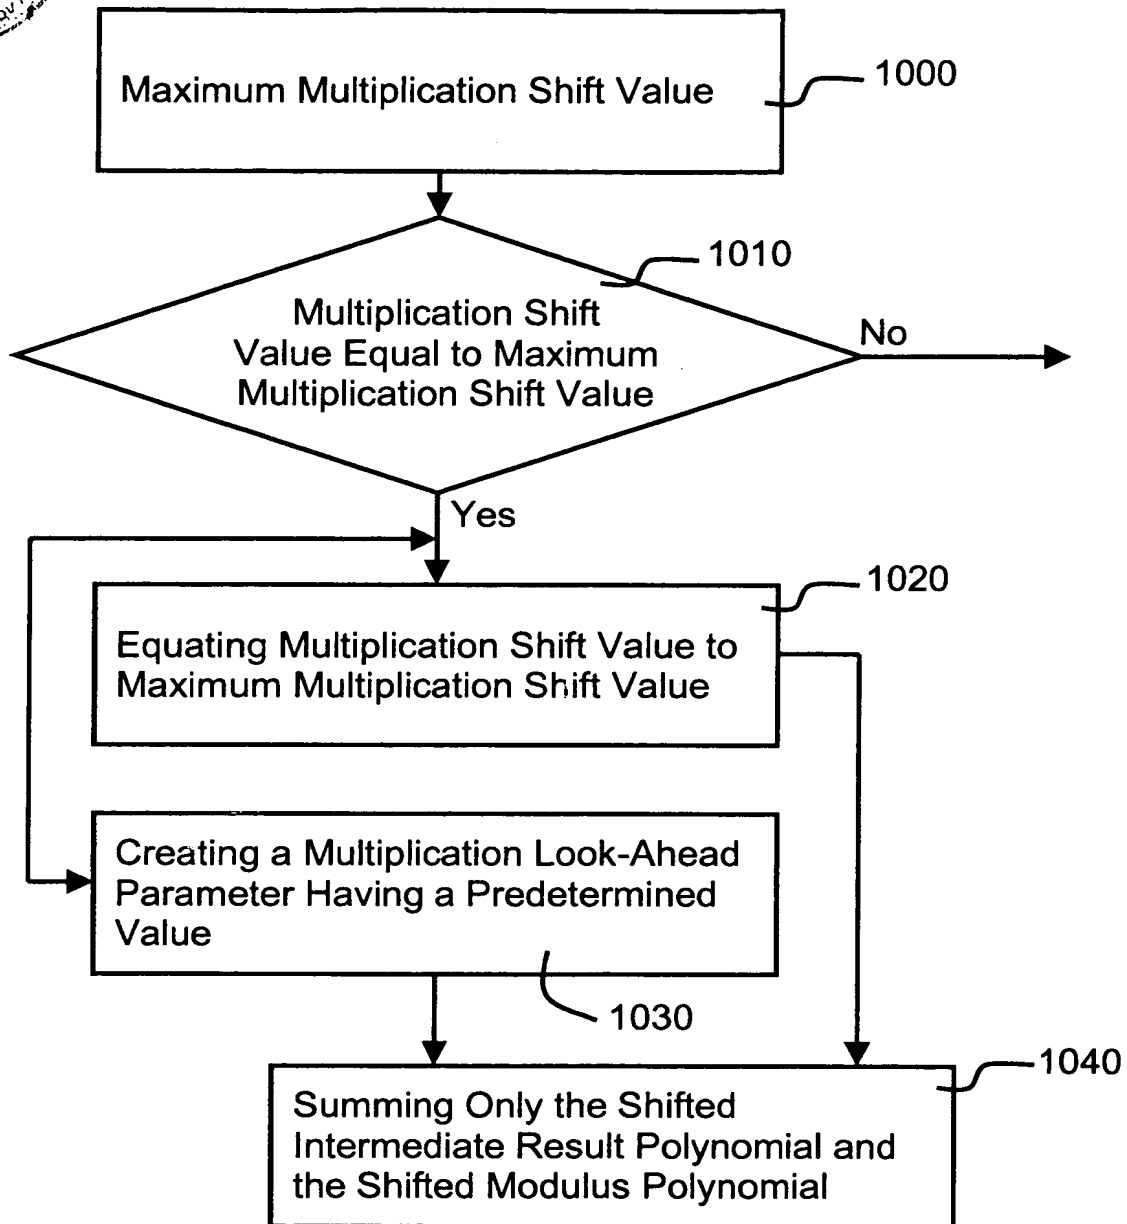 Maximum Multiplication Shift Value
1000
1010
Multiplication Shift
Value Equal to Maximum
Multiplication Shift Value
No
Yes
1020
Equating Multiplication Shift Value to
Maximum Multiplication Shift Value
Creating a Multiplication Look-Ahead
Parameter Having a Predetermined
Value
1030
1040
Summing Only the Shifted
Intermediate Result Polynomial and
the Shifted Modulus Polynomial